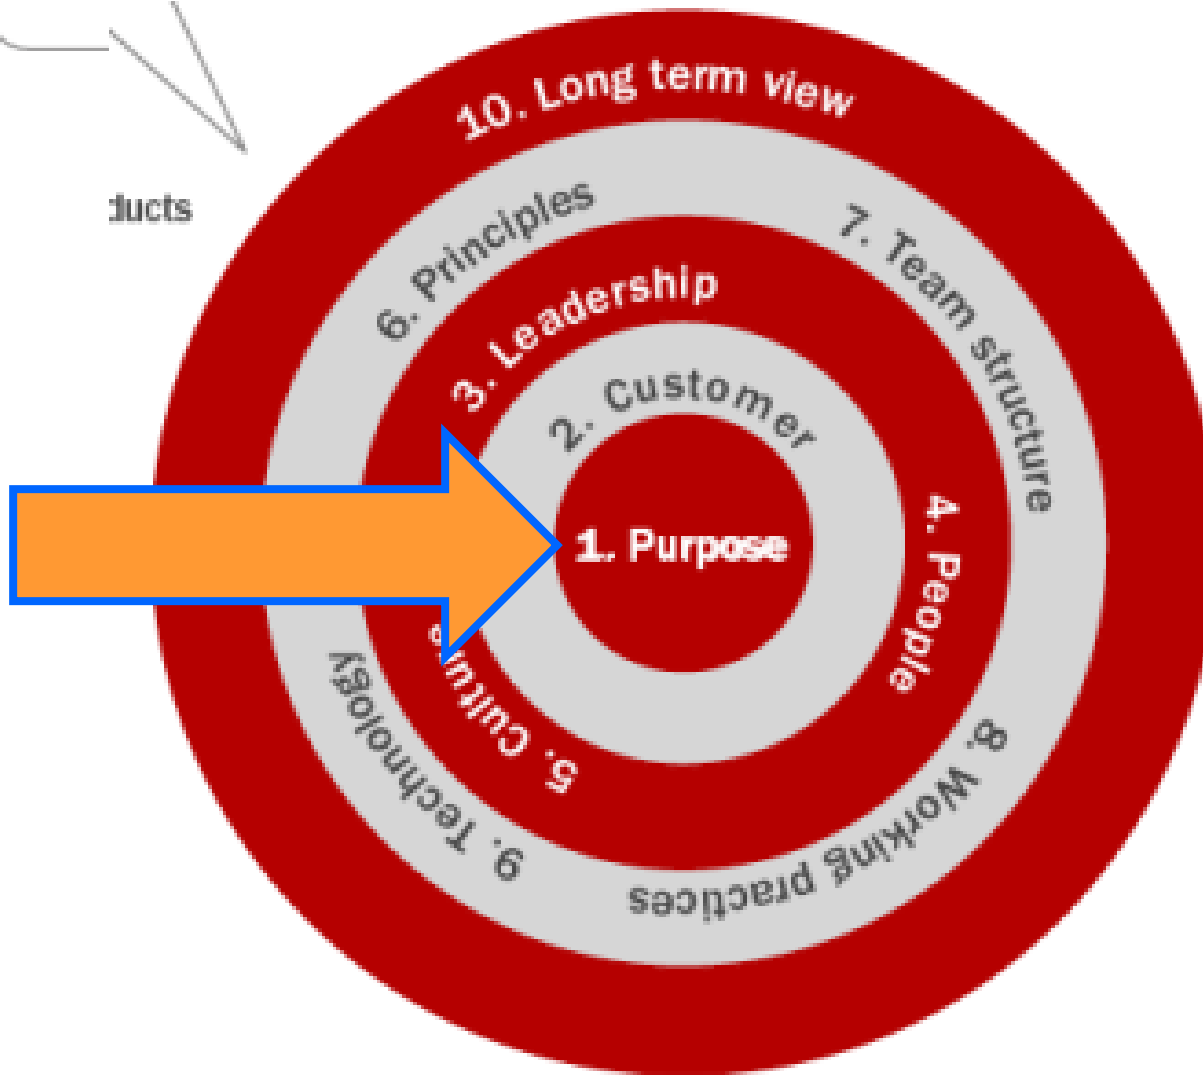 10. Long term view
ducts
6. Principles
7. Team structure
3. Leadership
2. Customer
1. Purpose
4. People
5. Culture
8. Working practices
9. Technology